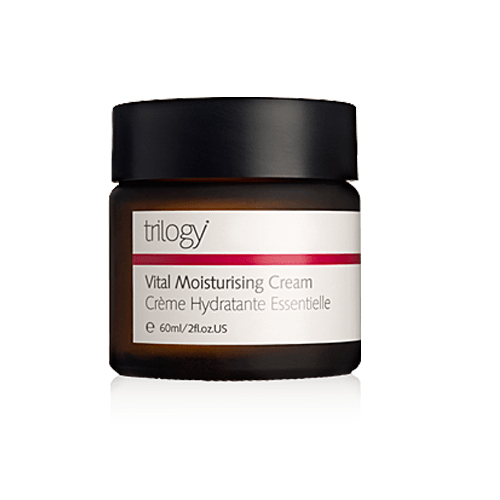 trilogy
Vital Moisturising Cream
Crème Hydratante Essentielle
℮ 60ml/2fl.oz.US